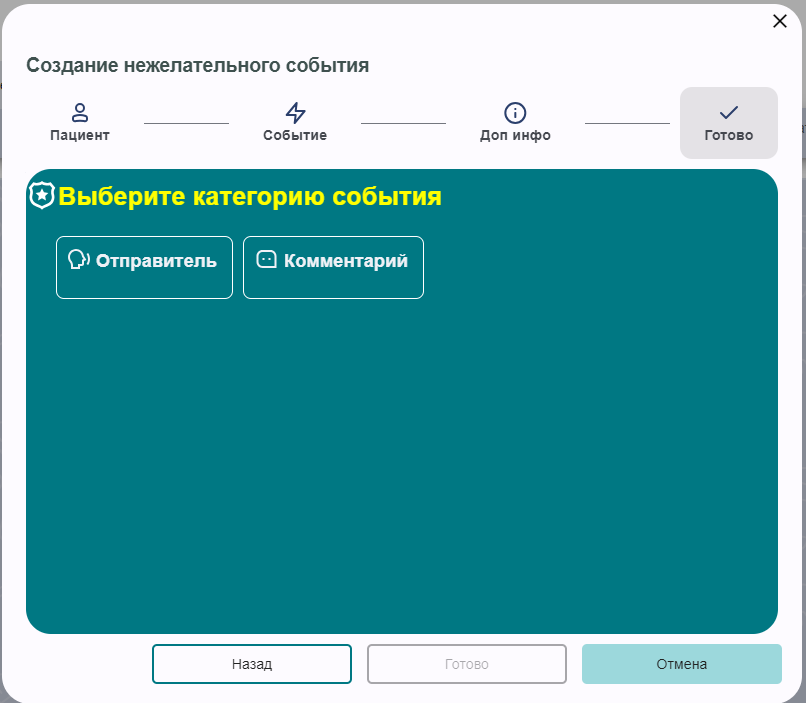 Создание нежелательного события
Пациент Событие Доп инфо Готово
Выберите категорию события
Отправитель Комментарий
Назад Готово Отмена